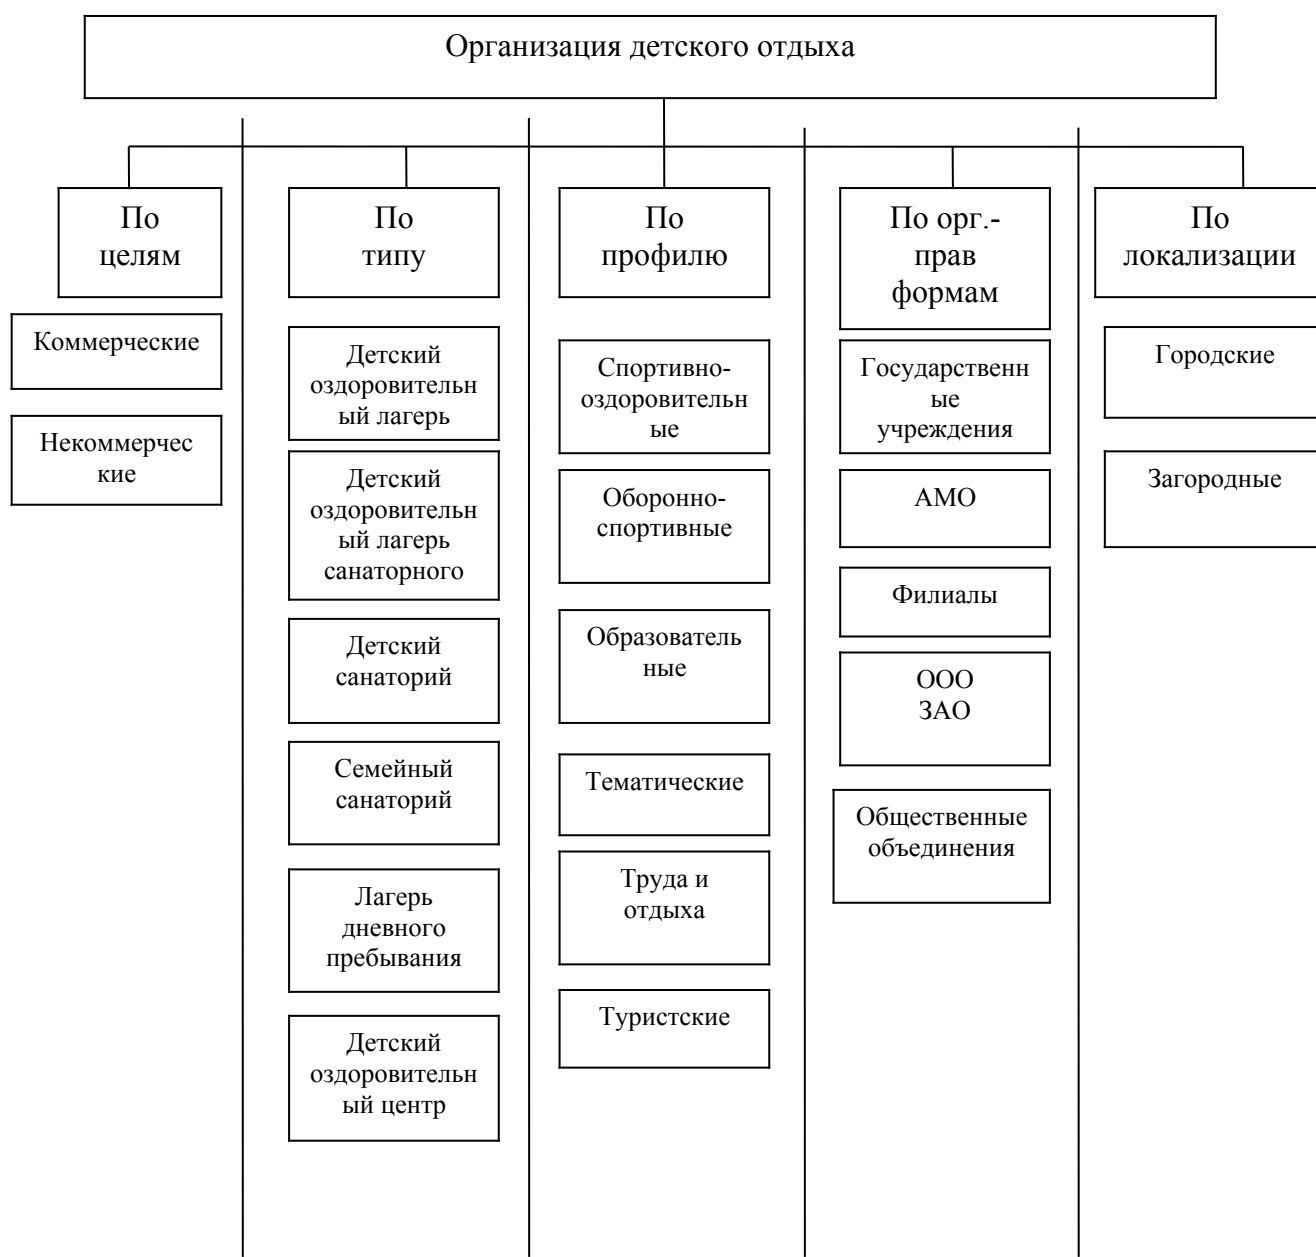 Организация детского отдыха
По
целям
Коммерческие
Некоммерчес
кие
По
типу
Детский
оздоровительн
ый лагерь
Детский
оздоровительн
ый лагерь
санаторного
Детский
санаторий
Семейный
санаторий
Лагерь
дневного
пребывания
Детский
оздоровительн
ый центр
По
профилю
Спортивно-
оздоровительн
ые
Оборонно-
спортивные
Образователь
ные
Тематические
Труда и
отдыха
Туристские
По орг.-
прав
формам
Государственн
ые
учреждения
АМО
Филиалы
ООО
ЗАО
Общественные
объединения
По
локализации
Городские
Загородные